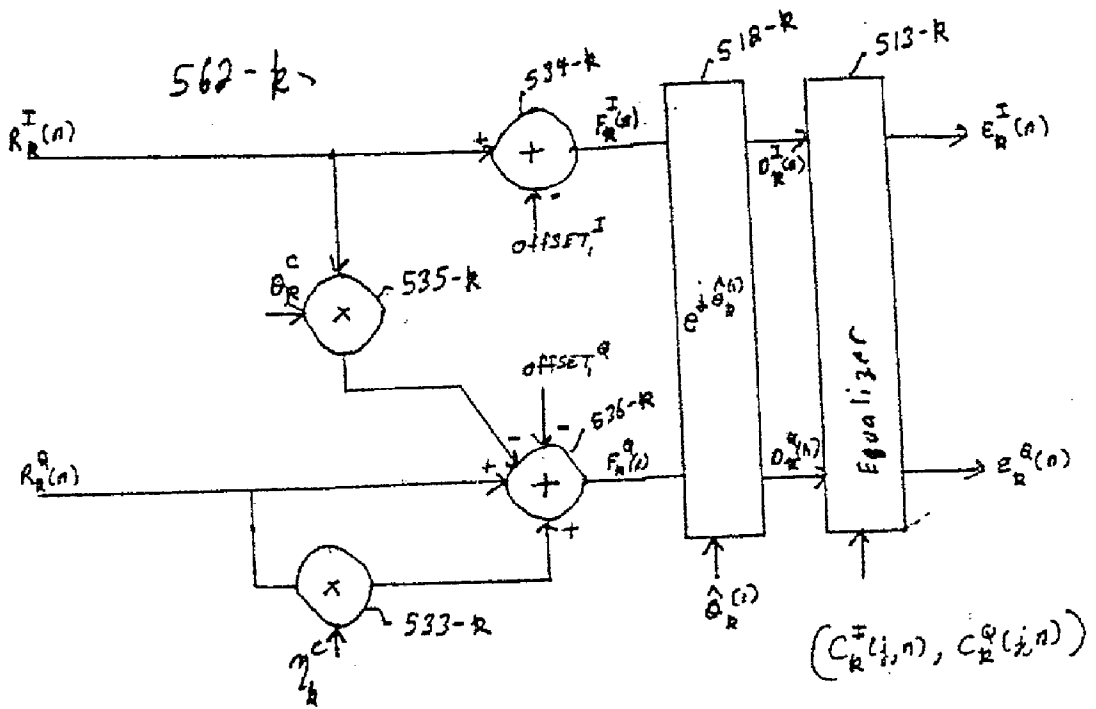 562-k
534-k
512-k
513-k
R_k^I(n)
+
+
-
F_k^I(n)
D_k^I(n)
E_k^I(n)
OFFSET_1^I
θ_k^C
×
535-k
OFFSET_1^Q
-
-
536-k
Equalizer
R_k^Q(n)
+
+
+
F_k^Q(n)
D_k^Q(n)
E_k^Q(n)
×
533-k
η_k^C
θ̂_k(n)
(C_k^I(j,n), C_k^Q(j,n))